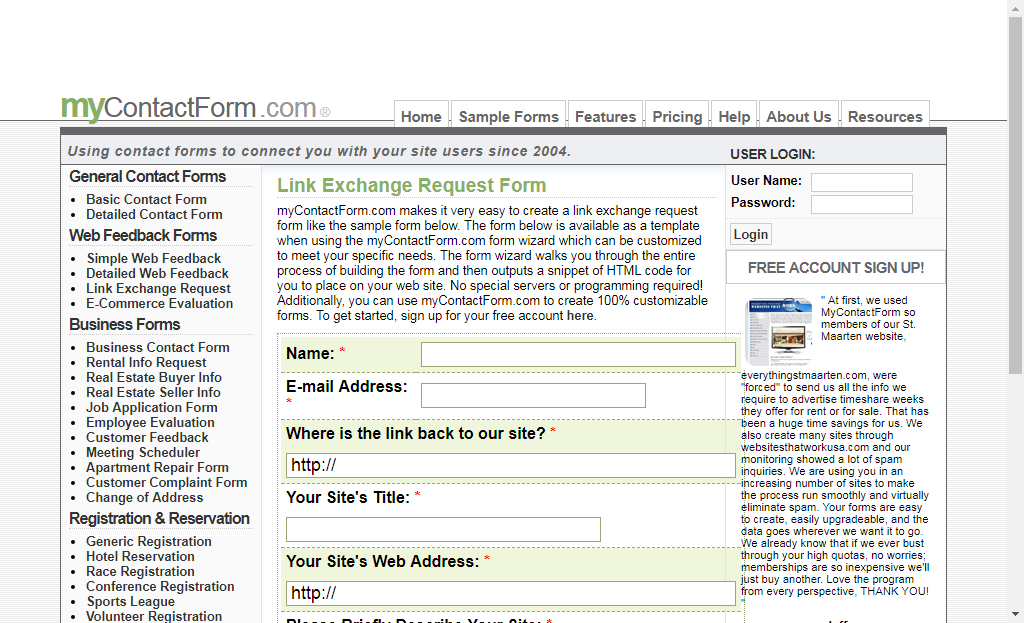 myContactForm.com®
Home
Sample Forms
Features
Pricing
Help
About Us
Resources
Using contact forms to connect you with your site users since 2004.
General Contact Forms
Basic Contact Form
Detailed Contact Form
Web Feedback Forms
Simple Web Feedback
Detailed Web Feedback
Link Exchange Request
E-Commerce Evaluation
Business Forms
Business Contact Form
Rental Info Request
Real Estate Buyer Info
Real Estate Seller Info
Job Application Form
Employee Evaluation
Customer Feedback
Meeting Scheduler
Apartment Repair Form
Customer Complaint Form
Change of Address
Registration & Reservation
Generic Registration
Hotel Reservation
Race Registration
Conference Registration
Sports League
Volunteer Registration
Link Exchange Request Form
myContactForm.com makes it very easy to create a link exchange request
form like the sample form below. The form below is available as a template
when using the myContactForm.com form wizard which can be customized
to meet your specific needs. The form wizard walks you through the entire
process of building the form and then outputs a snippet of HTML code for
you to place on your web site. No special servers or programming required!
Additionally, you can use myContactForm.com to create 100% customizable
forms. To get started, sign up for your free account here.
Name: *
E-mail Address:
*
Where is the link back to our site? *
http://
Your Site's Title: *
Your Site's Web Address: *
http://
Please Briefly Describe Your Site: *
USER LOGIN:
User Name:
Password:
Login
FREE ACCOUNT SIGN UP!
" At first, we used
MyContactForm so
members of our St.
Maarten website,
everythingstmaarten.com, were
"forced" to send us all the info we
require to advertise timeshare weeks
they offer for rent or for sale. That has
been a huge time savings for us. We
also create many sites through
websitesthatworkusa.com and our
monitoring showed a lot of spam
inquiries. We are using you in an
increasing number of sites to make
the process run smoothly and virtually
eliminate spam. Your forms are easy
to create, easily upgradeable, and the
data goes wherever we want it to go.
We already know that if we ever bust
through your high quotas, no worries;
memberships are so inexpensive we'll
just buy another. Love the program
from every perspective, THANK YOU!
"